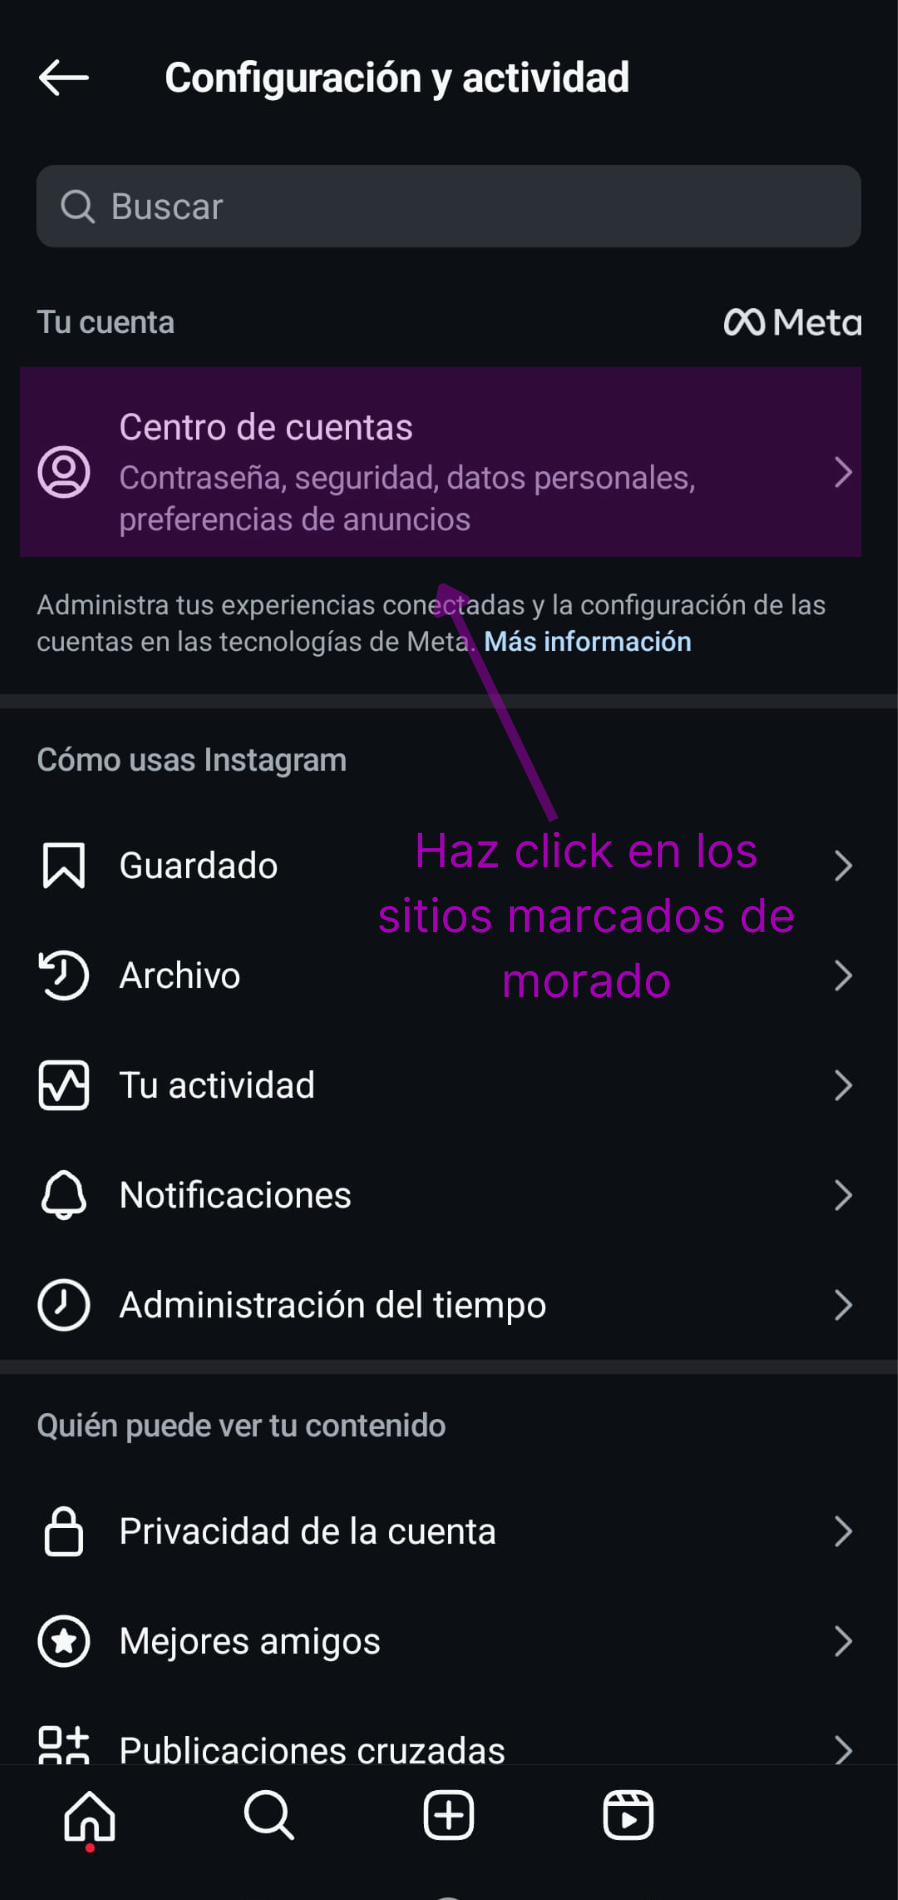 Configuración y actividad
Buscar
Tu cuenta
Meta
Centro de cuentas
Contraseña, seguridad, datos personales,
preferencias de anuncios
Administra tus experiencias conectadas y la configuración de las
cuentas en las tecnologías de Meta. Más información
Cómo usas Instagram
Haz click en los
sitios marcados de
morado
Guardado
Archivo
Tu actividad
Notificaciones
Administración del tiempo
Quién puede ver tu contenido
Privacidad de la cuenta
Mejores amigos
Publicaciones cruzadas